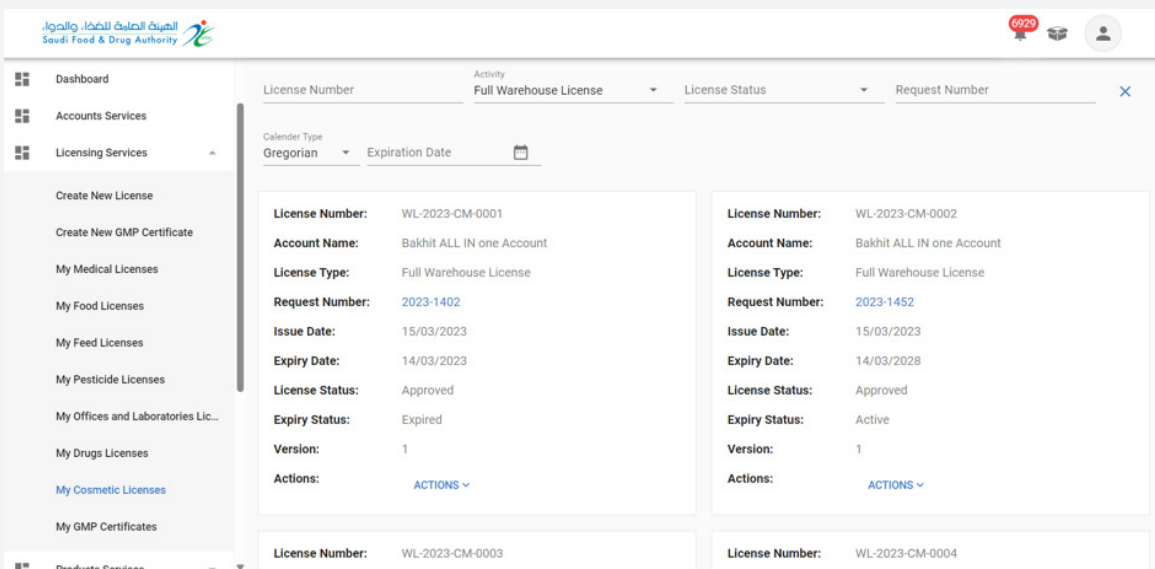 الهيئة العامة للغذاء والدواء
Saudi Food & Drug Authority
6929
Dashboard
Accounts Services
Licensing Services
Create New License
Create New GMP Certificate
My Medical Licenses
My Food Licenses
My Feed Licenses
My Pesticide Licenses
My Offices and Laboratories Lic...
My Drugs Licenses
My Cosmetic Licenses
My GMP Certificates
Products Services
License Number
Activity
Full Warehouse License
License Status
Request Number
Calender Type
Gregorian
Expiration Date
License Number: WL-2023-CM-0001
Account Name: Bakhit ALL IN one Account
License Type: Full Warehouse License
Request Number: 2023-1402
Issue Date: 15/03/2023
Expiry Date: 14/03/2023
License Status: Approved
Expiry Status: Expired
Version: 1
Actions: ACTIONS
License Number: WL-2023-CM-0002
Account Name: Bakhit ALL IN one Account
License Type: Full Warehouse License
Request Number: 2023-1452
Issue Date: 15/03/2023
Expiry Date: 14/03/2028
License Status: Approved
Expiry Status: Active
Version: 1
Actions: ACTIONS
License Number: WL-2023-CM-0003
License Number: WL-2023-CM-0004